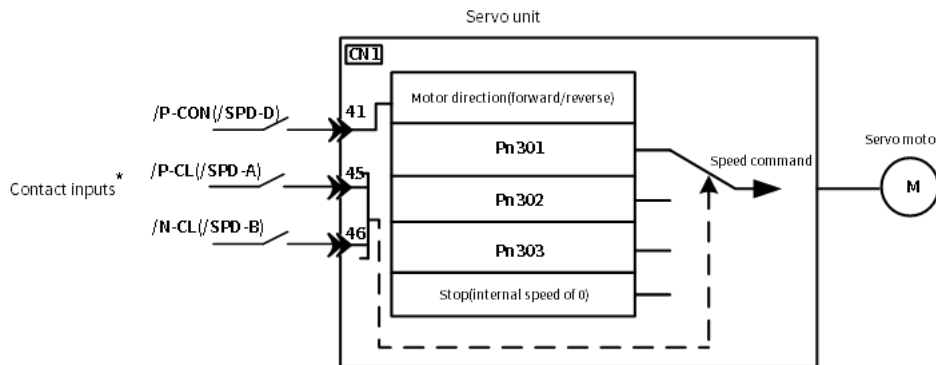 Servo unit
CN1
Motor direction(forward/reverse)
/P-CON(/SPD-D)
41
Pn301
Servo motor
Speed command
/P-CL(/SPD-A)
45
Contact inputs*
M
Pn302
/N-CL(/SPD-B)
46
Pn303
Stop(internal speed of 0)